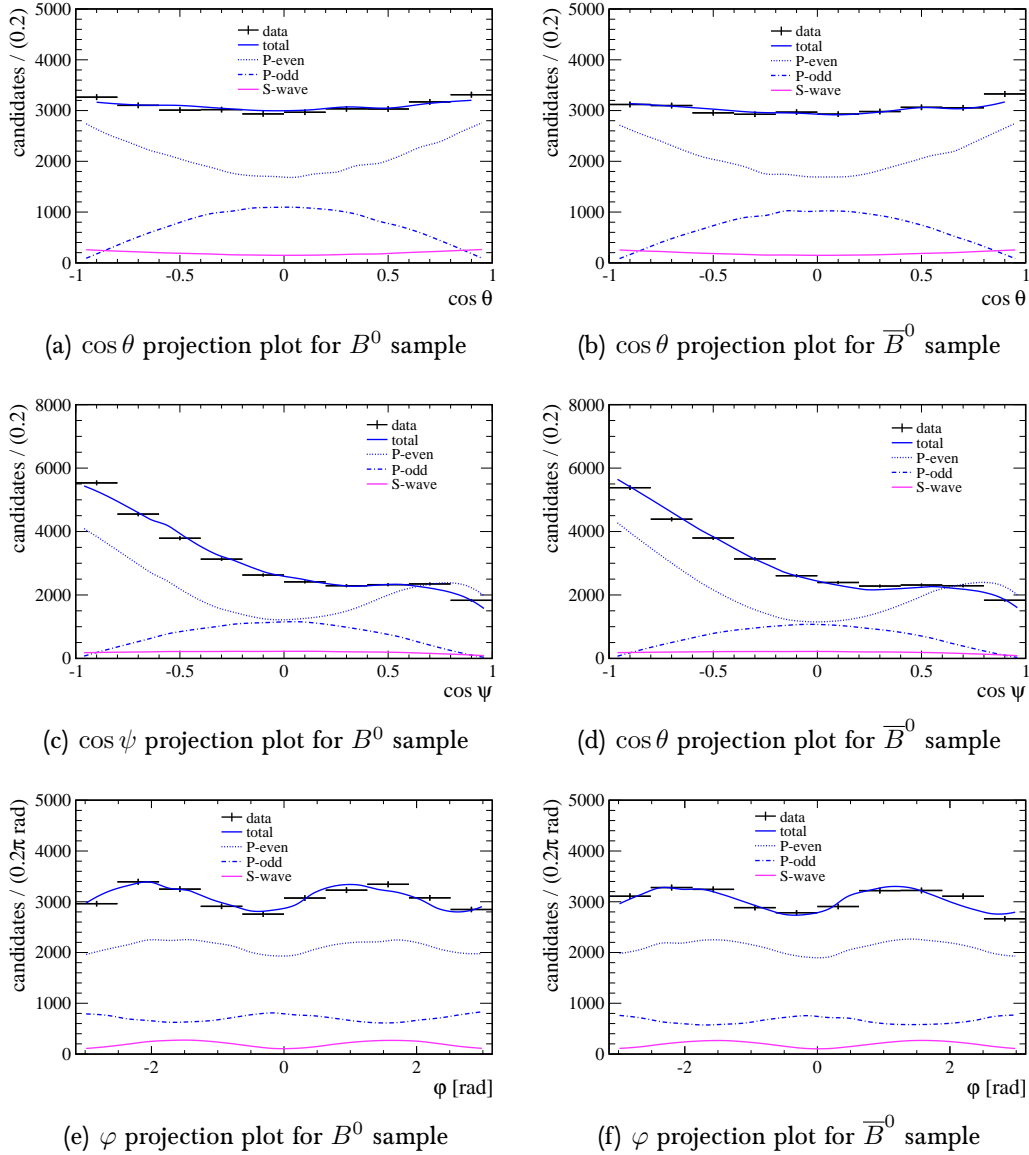 candidates / (0.2)
5000
4000
3000
2000
1000
0
data
total
P-even
P-odd
S-wave
-1 -0.5 0 0.5 1
cos θ
(a) cos θ projection plot for B⁰ sample
candidates / (0.2)
5000
4000
3000
2000
1000
0
data
total
P-even
P-odd
S-wave
-1 -0.5 0 0.5 1
cos θ
(b) cos θ projection plot for B̅⁰ sample
candidates / (0.2)
8000
6000
4000
2000
0
data
total
P-even
P-odd
S-wave
-1 -0.5 0 0.5 1
cos ψ
(c) cos ψ projection plot for B⁰ sample
candidates / (0.2)
8000
6000
4000
2000
0
data
total
P-even
P-odd
S-wave
-1 -0.5 0 0.5 1
cos ψ
(d) cos θ projection plot for B̅⁰ sample
candidates / (0.2π rad)
5000
4000
3000
2000
1000
0
data
total
P-even
P-odd
S-wave
-2 0 2
φ [rad]
(e) φ projection plot for B⁰ sample
candidates / (0.2π rad)
5000
4000
3000
2000
1000
0
data
total
P-even
P-odd
S-wave
-2 0 2
φ [rad]
(f) φ projection plot for B̅⁰ sample